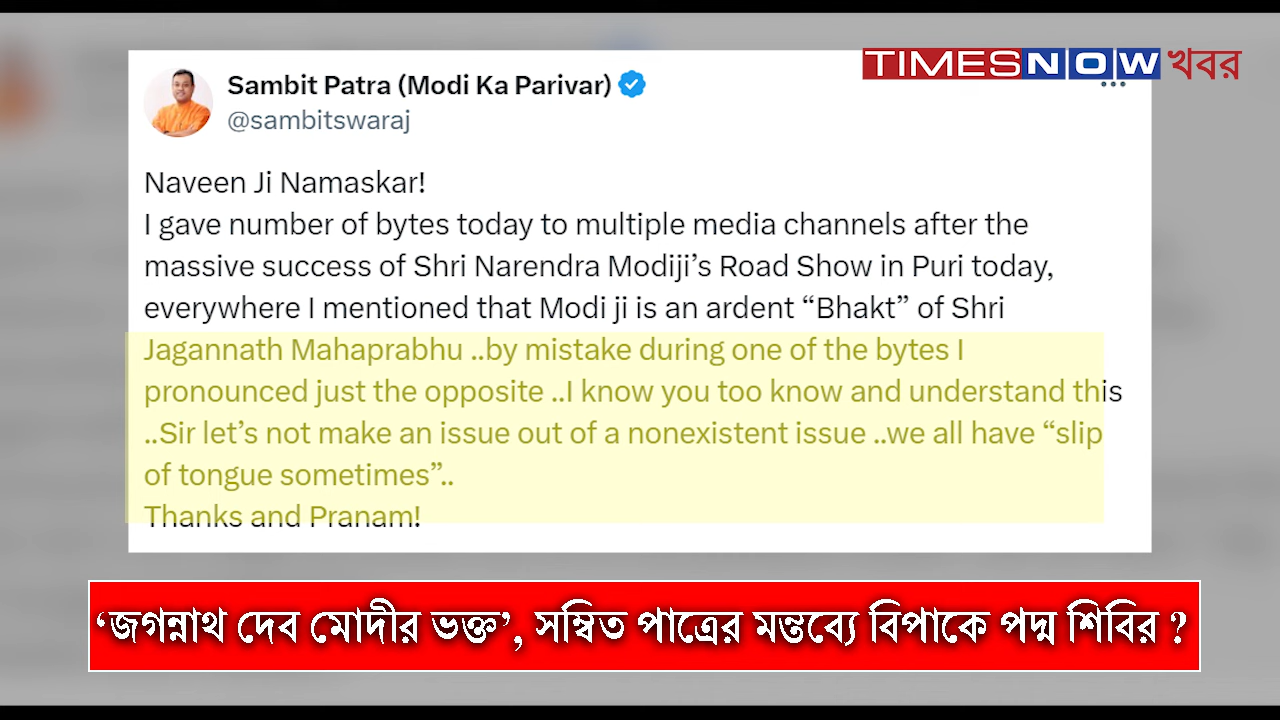 TIMES NOW খবর
Sambit Patra (Modi Ka Parivar)
@sambitswaraj
Naveen Ji Namaskar!
I gave number of bytes today to multiple media channels after the
massive success of Shri Narendra Modiji’s Road Show in Puri today,
everywhere I mentioned that Modi ji is an ardent “Bhakt” of Shri
Jagannath Mahaprabhu ..by mistake during one of the bytes I
pronounced just the opposite ..I know you too know and understand this
..Sir let’s not make an issue out of a nonexistent issue ..we all have “slip
of tongue sometimes”..
Thanks and Pranam!
‘জগন্নাথ দেব মোদীর ভক্ত’, সম্বিত পাত্রের মন্তব্যে বিপাকে পদ্ম শিবির ?